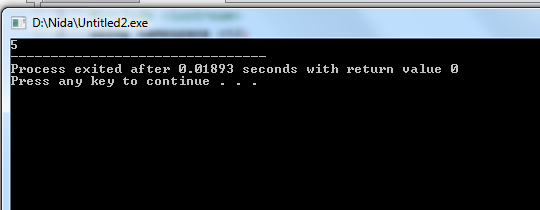 D:\Nida\Untitled2.exe
5
--------------------------------
Process exited after 0.01893 seconds with return value 0
Press any key to continue . . .